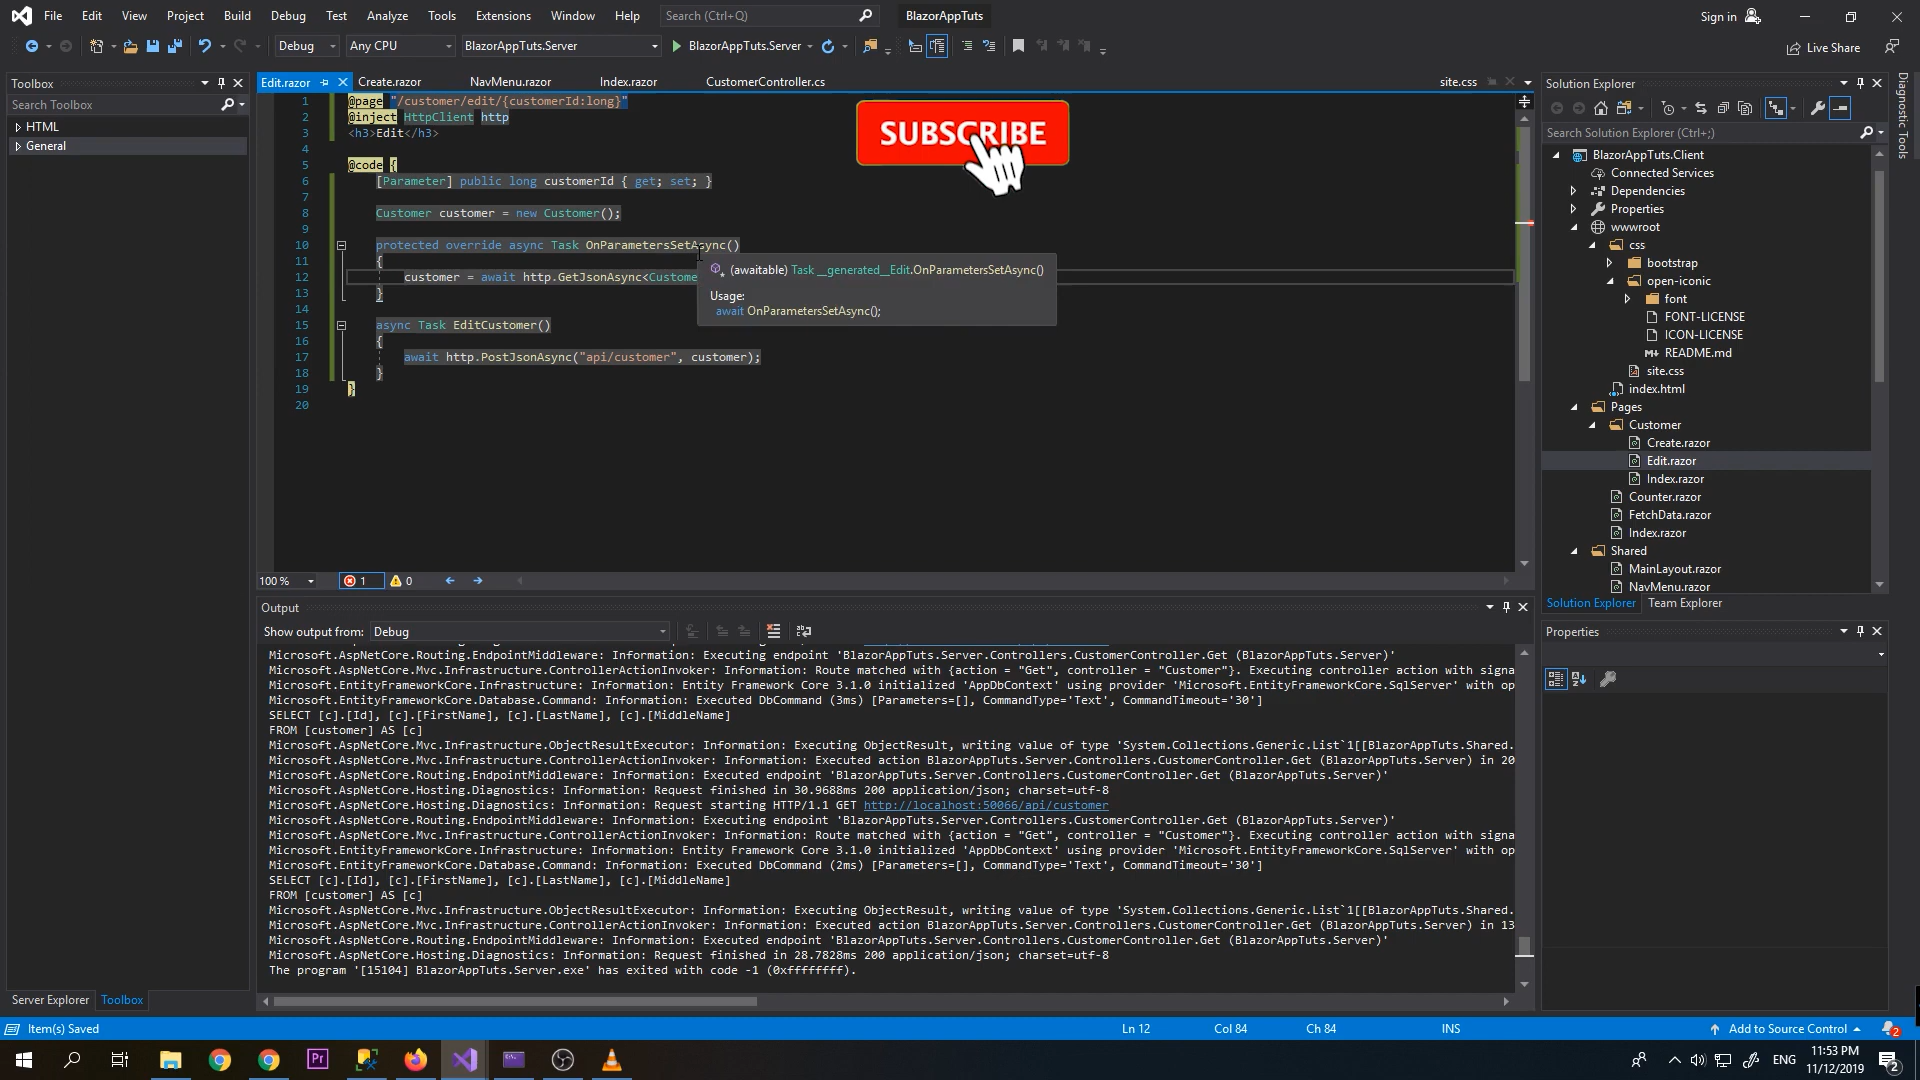 File Edit View Project Build Debug Test Analyze Tools Extensions Window Help Search (Ctrl+Q) BlazorAppTuts Sign in
Debug Any CPU BlazorAppTuts.Server BlazorAppTuts.Server Live Share
Toolbox
Search Toolbox
HTML
General
Server Explorer Toolbox
Edit.razor Create.razor NavMenu.razor Index.razor CustomerController.cs site.css
1 @page "/customer/edit/{customerId:long}"
2 @inject HttpClient http
3 <h3>Edit</h3>
4
5 @code {
6 [Parameter] public long customerId { get; set; }
7
8 Customer customer = new Customer();
9
10 protected override async Task OnParametersSetAsync()
11 {
12 customer = await http.GetJsonAsync<Custome
13 }
14
15 async Task EditCustomer()
16 {
17 await http.PostJsonAsync("api/customer", customer);
18 }
19 }
20
SUBSCRIBE
(awaitable) Task __generated__Edit.OnParametersSetAsync()
Usage:
await OnParametersSetAsync();
100 % 1 0
Output
Show output from: Debug
Microsoft.AspNetCore.Routing.EndpointMiddleware: Information: Executing endpoint 'BlazorAppTuts.Server.Controllers.CustomerController.Get (BlazorAppTuts.Server)'
Microsoft.AspNetCore.Mvc.Infrastructure.ControllerActionInvoker: Information: Route matched with {action = "Get", controller = "Customer"}. Executing controller action with signa
Microsoft.EntityFrameworkCore.Infrastructure: Information: Entity Framework Core 3.1.0 initialized 'AppDbContext' using provider 'Microsoft.EntityFrameworkCore.SqlServer' with op
Microsoft.EntityFrameworkCore.Database.Command: Information: Executed DbCommand (3ms) [Parameters=[], CommandType='Text', CommandTimeout='30']
SELECT [c].[Id], [c].[FirstName], [c].[LastName], [c].[MiddleName]
FROM [customer] AS [c]
Microsoft.AspNetCore.Mvc.Infrastructure.ObjectResultExecutor: Information: Executing ObjectResult, writing value of type 'System.Collections.Generic.List`1[[BlazorAppTuts.Shared.
Microsoft.AspNetCore.Mvc.Infrastructure.ControllerActionInvoker: Information: Executed action BlazorAppTuts.Server.Controllers.CustomerController.Get (BlazorAppTuts.Server) in 20
Microsoft.AspNetCore.Routing.EndpointMiddleware: Information: Executed endpoint 'BlazorAppTuts.Server.Controllers.CustomerController.Get (BlazorAppTuts.Server)'
Microsoft.AspNetCore.Hosting.Diagnostics: Information: Request finished in 30.9688ms 200 application/json; charset=utf-8
Microsoft.AspNetCore.Hosting.Diagnostics: Information: Request starting HTTP/1.1 GET http://localhost:50066/api/customer
Microsoft.AspNetCore.Routing.EndpointMiddleware: Information: Executing endpoint 'BlazorAppTuts.Server.Controllers.CustomerController.Get (BlazorAppTuts.Server)'
Microsoft.AspNetCore.Mvc.Infrastructure.ControllerActionInvoker: Information: Route matched with {action = "Get", controller = "Customer"}. Executing controller action with signa
Microsoft.EntityFrameworkCore.Infrastructure: Information: Entity Framework Core 3.1.0 initialized 'AppDbContext' using provider 'Microsoft.EntityFrameworkCore.SqlServer' with op
Microsoft.EntityFrameworkCore.Database.Command: Information: Executed DbCommand (2ms) [Parameters=[], CommandType='Text', CommandTimeout='30']
SELECT [c].[Id], [c].[FirstName], [c].[LastName], [c].[MiddleName]
FROM [customer] AS [c]
Microsoft.AspNetCore.Mvc.Infrastructure.ObjectResultExecutor: Information: Executing ObjectResult, writing value of type 'System.Collections.Generic.List`1[[BlazorAppTuts.Shared.
Microsoft.AspNetCore.Mvc.Infrastructure.ControllerActionInvoker: Information: Executed action BlazorAppTuts.Server.Controllers.CustomerController.Get (BlazorAppTuts.Server) in 13
Microsoft.AspNetCore.Routing.EndpointMiddleware: Information: Executed endpoint 'BlazorAppTuts.Server.Controllers.CustomerController.Get (BlazorAppTuts.Server)'
Microsoft.AspNetCore.Hosting.Diagnostics: Information: Request finished in 28.7828ms 200 application/json; charset=utf-8
The program '[15104] BlazorAppTuts.Server.exe' has exited with code -1 (0xffffffff).
Solution Explorer
Search Solution Explorer (Ctrl+;)
BlazorAppTuts.Client
Connected Services
Dependencies
Properties
wwwroot
css
bootstrap
open-iconic
font
FONT-LICENSE
ICON-LICENSE
README.md
site.css
index.html
Pages
Customer
Create.razor
Edit.razor
Index.razor
Counter.razor
FetchData.razor
Index.razor
Shared
MainLayout.razor
NavMenu.razor
Solution Explorer Team Explorer
Properties
Diagnostic Tools
Item(s) Saved Ln 12 Col 84 Ch 84 INS Add to Source Control 2
ENG 11:53 PM
11/12/2019 2